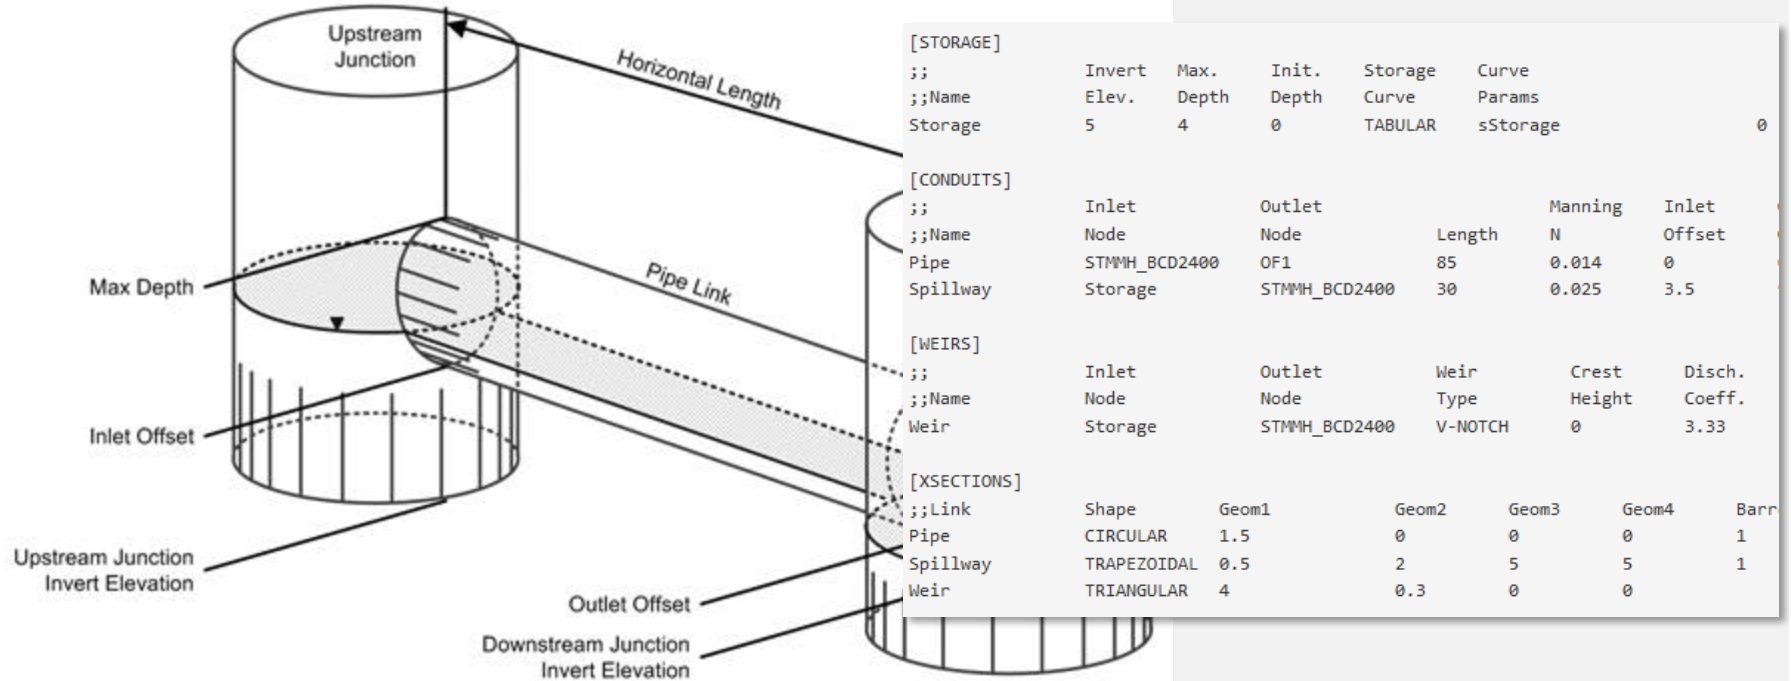 Upstream
Junction
Horizontal Length
Max Depth
Pipe Link
Inlet Offset
Upstream Junction
Invert Elevation
Outlet Offset
Downstream Junction
Invert Elevation
[STORAGE]
;; Invert Max. Init. Storage Curve
;;Name Elev. Depth Depth Curve Params
Storage 5 4 0 TABULAR sStorage 0
[CONDUITS]
;; Inlet Outlet Manning Inlet
;;Name Node Node Length N Offset
Pipe STMMH_BCD2400 OF1 85 0.014 0
Spillway Storage STMMH_BCD2400 30 0.025 3.5
[WEIRS]
;; Inlet Outlet Weir Crest Disch.
;;Name Node Node Type Height Coeff.
Weir Storage STMMH_BCD2400 V-NOTCH 0 3.33
[XSECTIONS]
;;Link Shape Geom1 Geom2 Geom3 Geom4 Barr
Pipe CIRCULAR 1.5 0 0 0 1
Spillway TRAPEZOIDAL 0.5 2 5 5 1
Weir TRIANGULAR 4 0.3 0 0